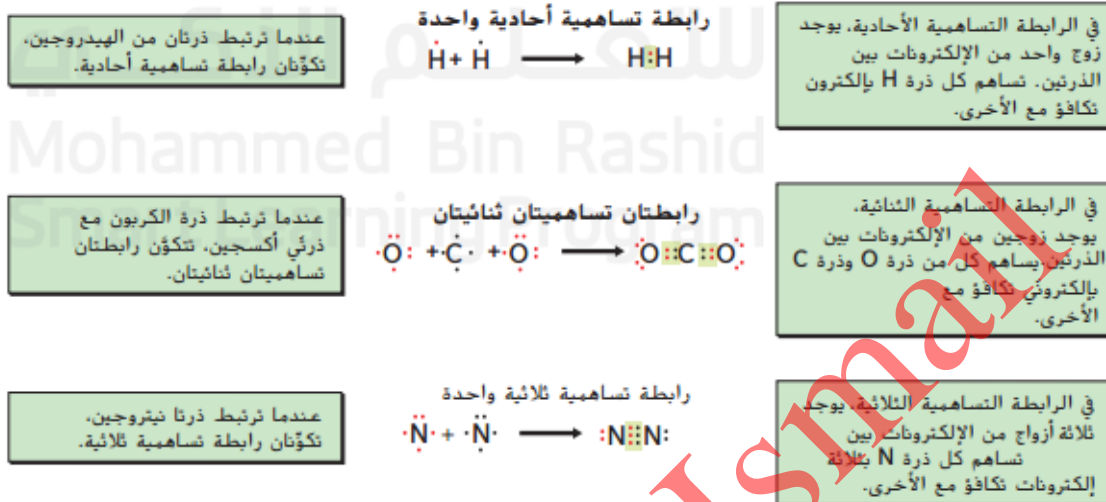 في الرابطة التساهمية الأحادية، يوجد
زوج واحد من الإلكترونات بين
الذرتين. تساهم كل ذرة H بإلكترون
تكافؤ مع الأخرى.
رابطة تساهمية أحادية واحدة
H + H ⟶ H:H
عندما ترتبط ذرتان من الهيدروجين،
تكوّنان رابطة تساهمية أحادية.
في الرابطة التساهمية الثنائية،
يوجد زوجين من الإلكترونات بين
الذرتين. يساهم كل من ذرة O وذرة C
بإلكتروني تكافؤ مع
الأخرى.
رابطتان تساهميتان ثنائيتان
O + C + O ⟶ O::C::O
عندما ترتبط ذرة الكربون مع
ذرتي أكسجين، تتكوّن رابطتان
تساهميتان ثنائيتان.
في الرابطة التساهمية الثلاثية، يوجد
ثلاثة أزواج من الإلكترونات بين
تساهم كل ذرة N بثلاثة
إلكترونات تكافؤ مع الأخرى.
رابطة تساهمية ثلاثية واحدة
·N· + ·N· ⟶ :N:::N:
عندما ترتبط ذرتا نيتروجين،
تكوّنان رابطة تساهمية ثلاثية.
Mohammed Bin Rashid
Smart Learning Program
Ismail